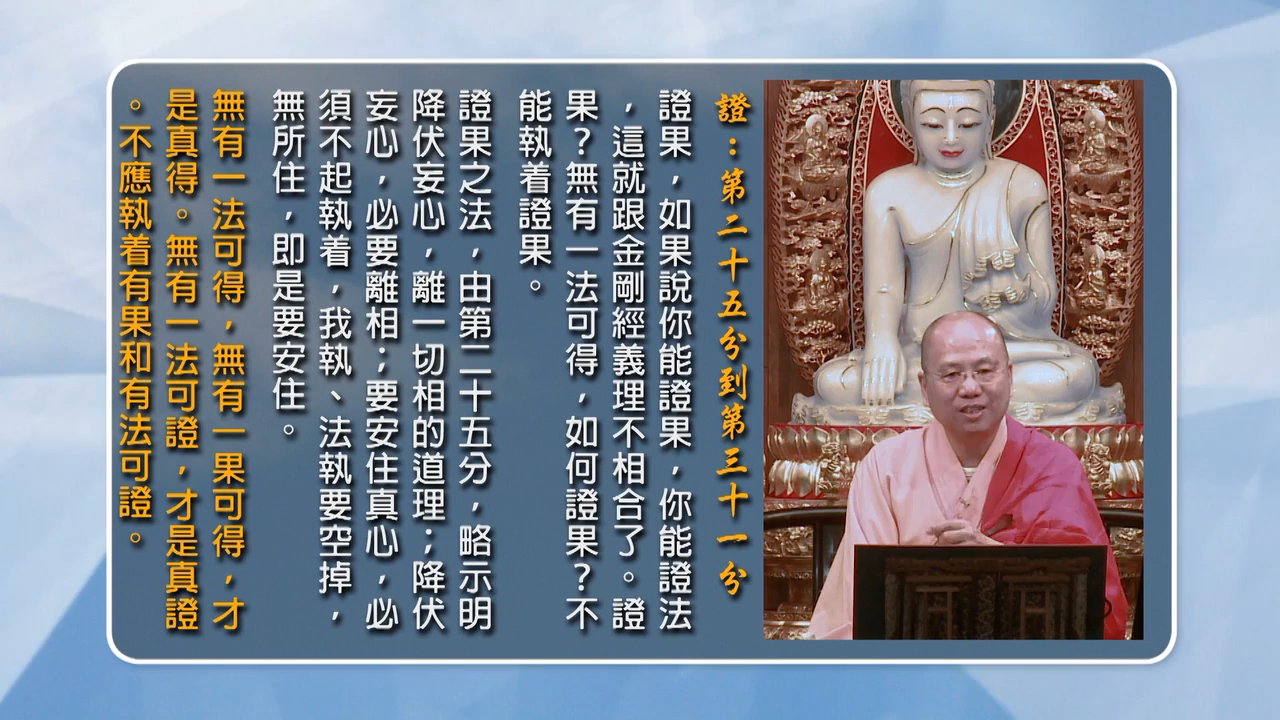 證：第二十五分到第三十一分
證果，如果說你能證果，你能證法
，這就跟金剛經義理不相合了。證
果？無有一法可得，如何證果？不
能執着證果。
證果之法，由第二十五分，略示明
降伏妄心，離一切相的道理；降伏
妄心，必要離相；要安住真心，必
須不起執着，我執、法執要空掉，
無所住，即是要安住。
無有一法可得，無有一果可得，才
是真得。無有一法可證，才是真證
。不應執着有果和有法可證。